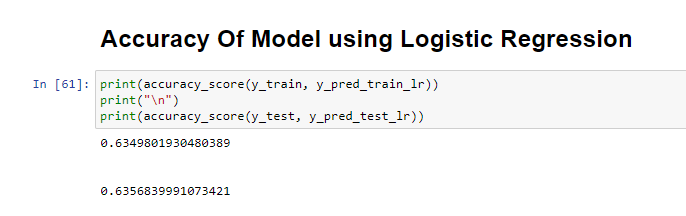 Accuracy Of Model using Logistic Regression
In [61]: print(accuracy_score(y_train, y_pred_train_lr))
print("\n")
print(accuracy_score(y_test, y_pred_test_lr))
0.6349801930480389
0.6356839991073421